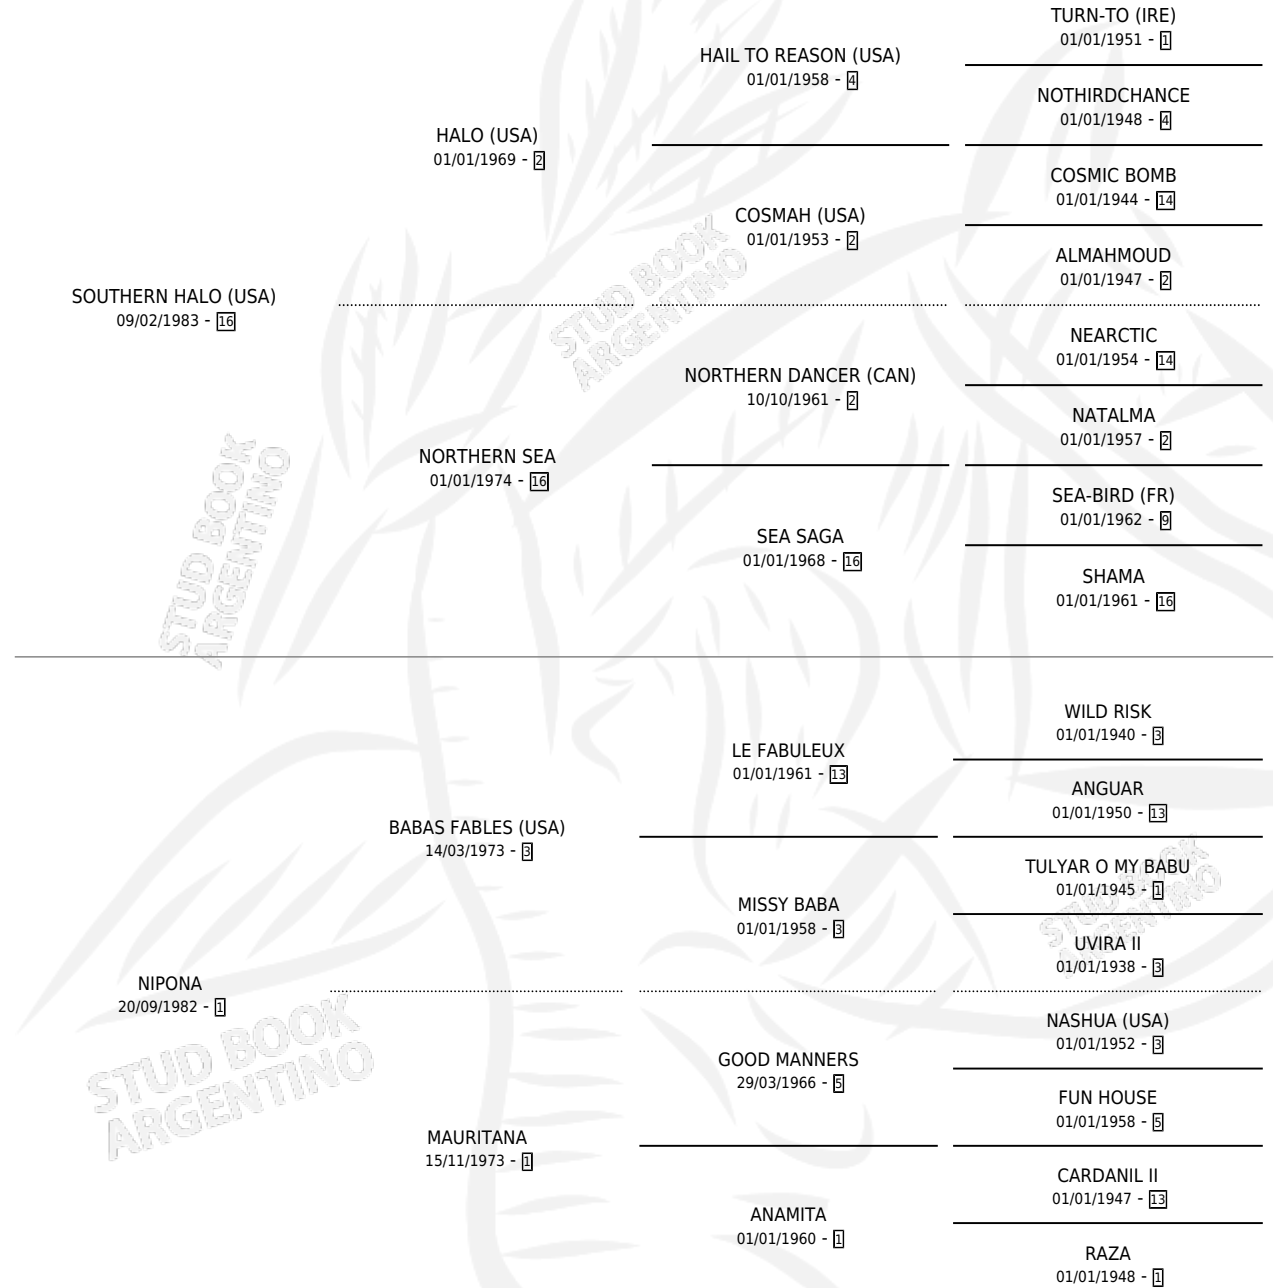 TURN-TO (IRE)
01/01/1951 - 1
HAIL TO REASON (USA)
01/01/1958 - 4
NOTHIRDCHANCE
01/01/1948 - 4
HALO (USA)
01/01/1969 - 2
COSMIC BOMB
01/01/1944 - 14
COSMAH (USA)
01/01/1953 - 2
ALMAHMOUD
01/01/1947 - 2
SOUTHERN HALO (USA)
09/02/1983 - 16
NEARCTIC
01/01/1954 - 14
NORTHERN DANCER (CAN)
10/10/1961 - 2
NATALMA
01/01/1957 - 2
NORTHERN SEA
01/01/1974 - 16
SEA-BIRD (FR)
01/01/1962 - 9
SEA SAGA
01/01/1968 - 16
SHAMA
01/01/1961 - 16
WILD RISK
01/01/1940 - 3
LE FABULEUX
01/01/1961 - 13
ANGUAR
01/01/1950 - 13
BABAS FABLES (USA)
14/03/1973 - 3
TULYAR O MY BABU
01/01/1945 - 1
MISSY BABA
01/01/1958 - 3
UVIRA II
01/01/1938 - 3
NIPONA
20/09/1982 - 1
NASHUA (USA)
01/01/1952 - 3
GOOD MANNERS
29/03/1966 - 5
FUN HOUSE
01/01/1958 - 5
MAURITANA
15/11/1973 - 1
CARDANIL II
01/01/1947 - 13
ANAMITA
01/01/1960 - 1
RAZA
01/01/1948 - 1
STUD BOOK
ARGENTINO
STUD BOOK
ARGENTINO
STUD BOOK
ARGENTINO
STUD BOOK
ARGENTINO